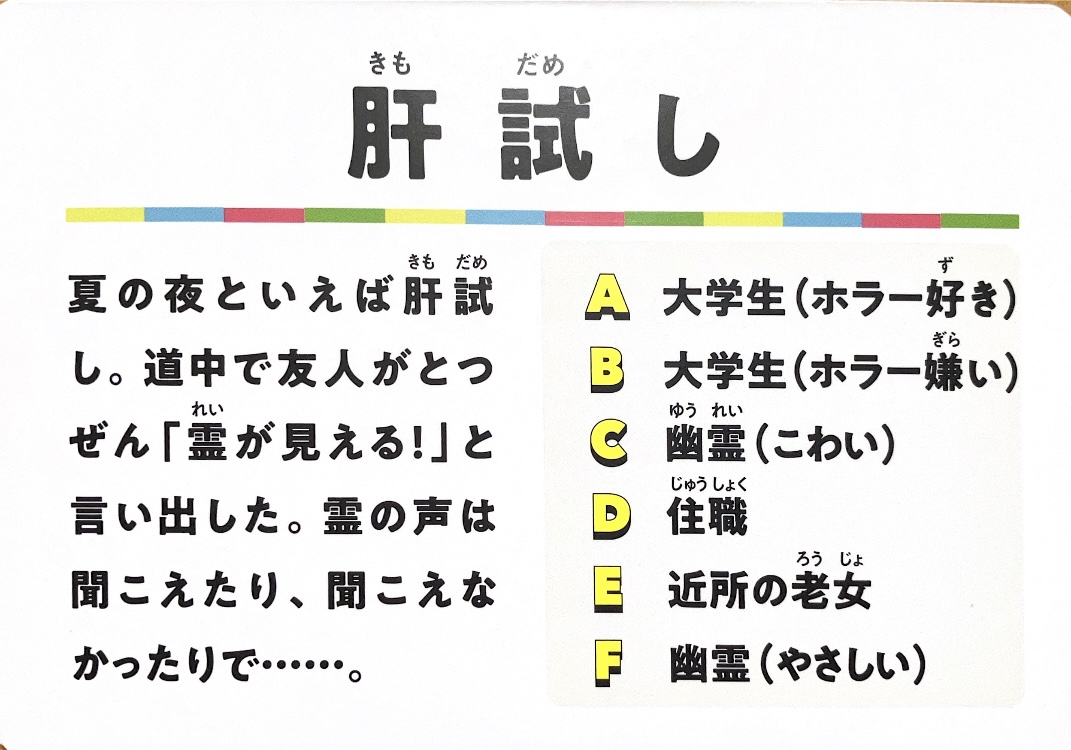 肝試し
夏の夜といえば肝試
し。道中で友人がとつ
ぜん「霊が見える!」と
言い出した。霊の声は
聞こえたり、聞こえな
かったりで……。
A 大学生(ホラー好き)
B 大学生(ホラー嫌い)
C 幽霊(こわい)
D 住職
E 近所の老女
F 幽霊(やさしい)